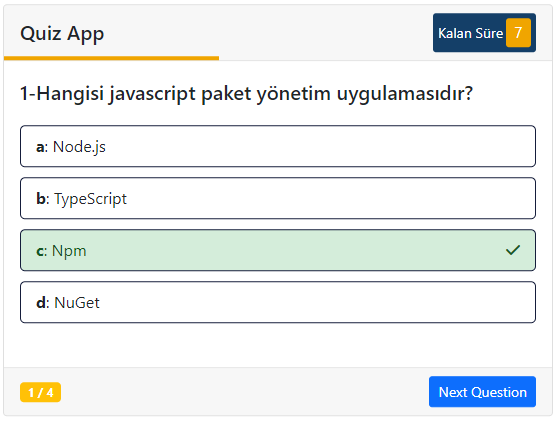 Quiz App
Kalan Süre 7
1-Hangisi javascript paket yönetim uygulamasıdır?
a: Node.js
b: TypeScript
c: Npm
d: NuGet
1 / 4
Next Question